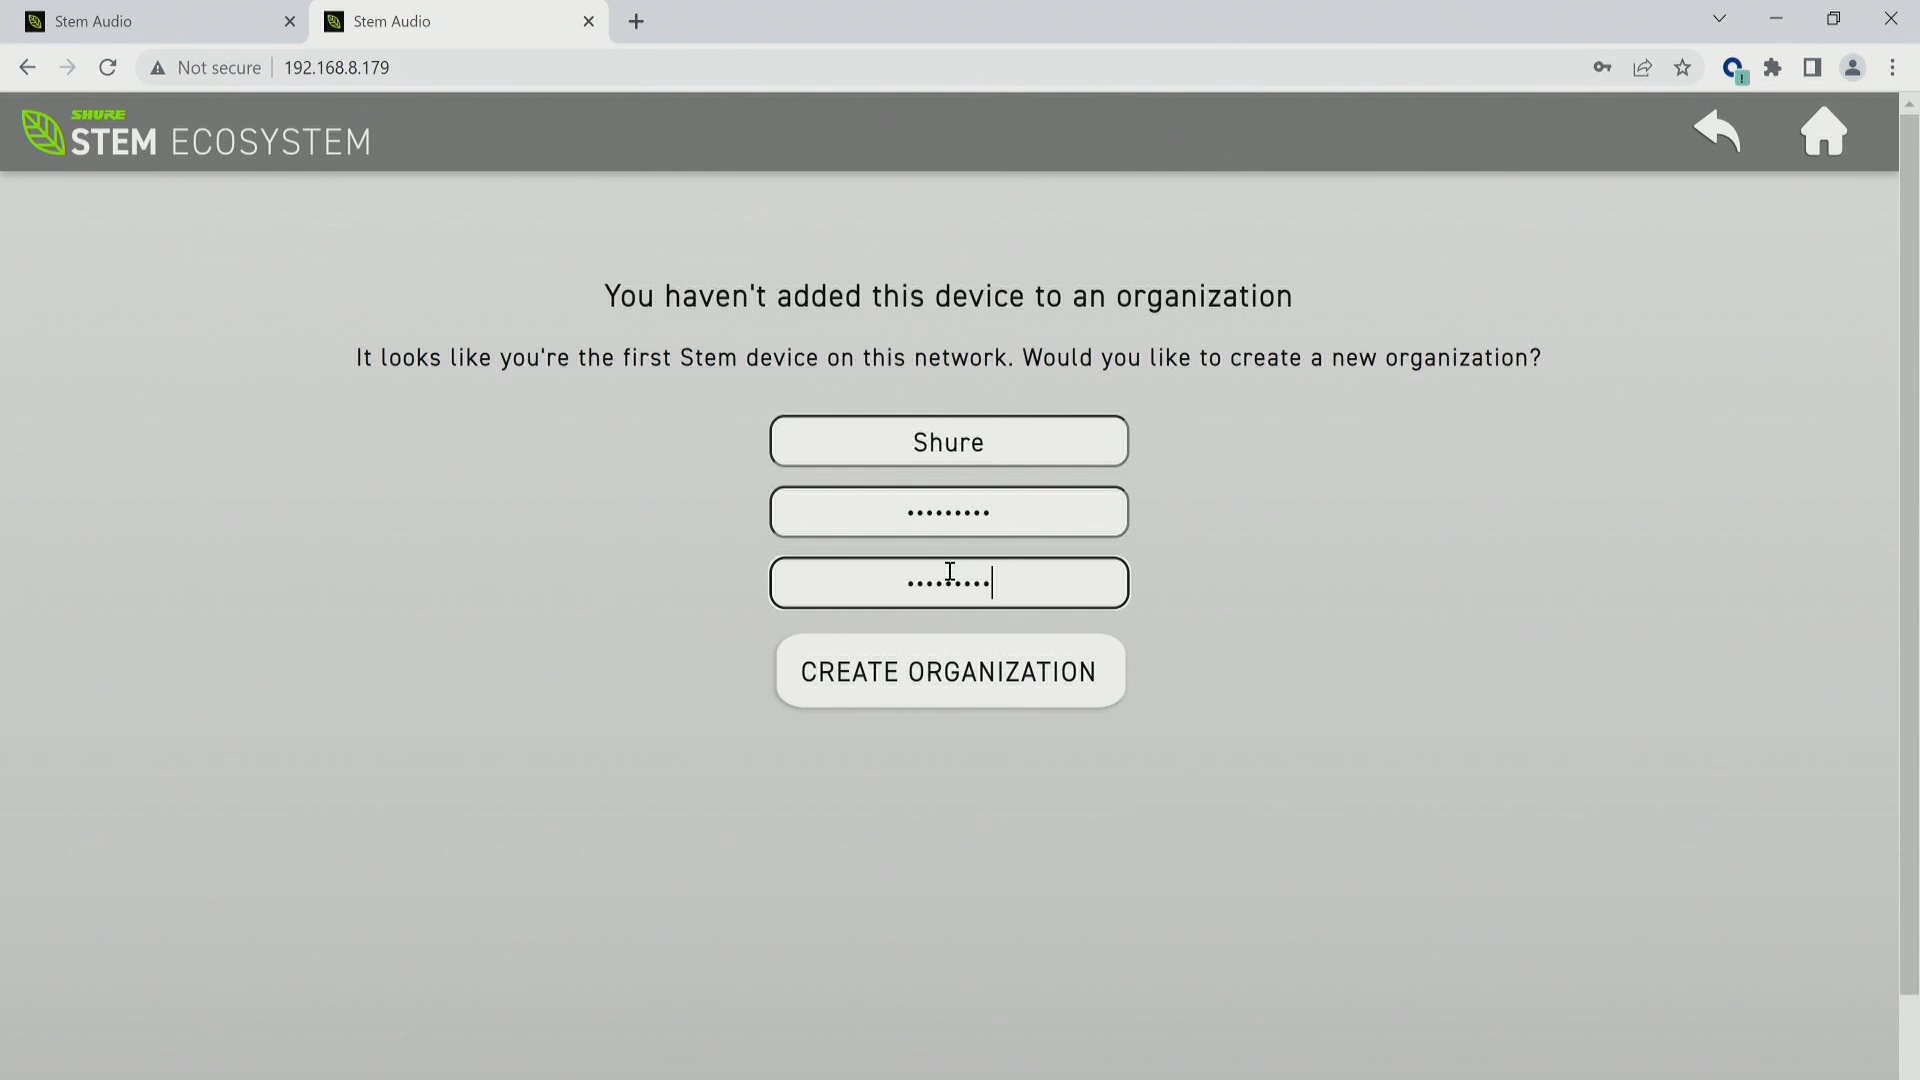 Stem Audio
Stem Audio
Not secure 192.168.8.179
SHURE
STEM ECOSYSTEM
You haven't added this device to an organization
It looks like you're the first Stem device on this network. Would you like to create a new organization?
Shure
•••••••••
•••••••••
CREATE ORGANIZATION